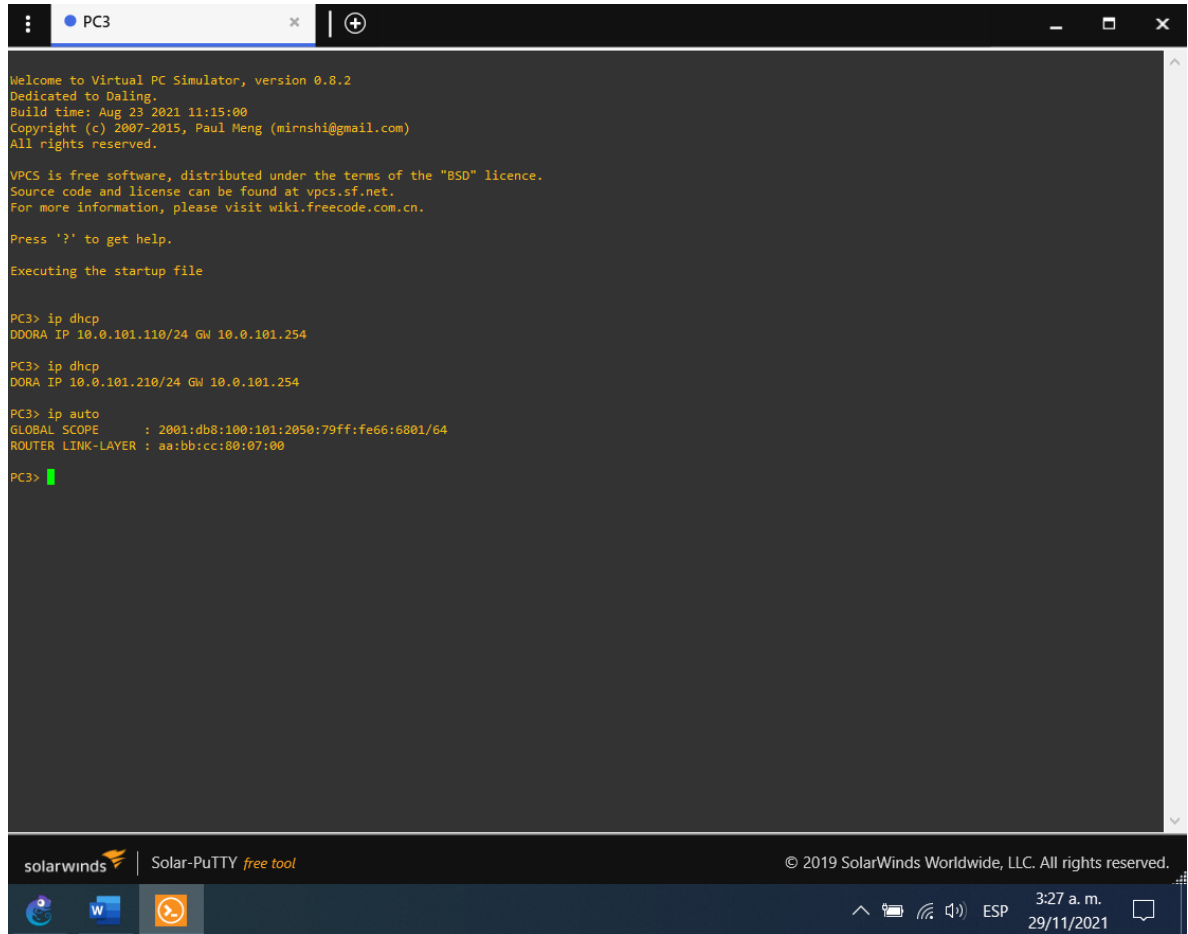 PC3
Welcome to Virtual PC Simulator, version 0.8.2
Dedicated to Daling.
Build time: Aug 23 2021 11:15:00
Copyright (c) 2007-2015, Paul Meng (mirnshi@gmail.com)
All rights reserved.
VPCS is free software, distributed under the terms of the "BSD" licence.
Source code and license can be found at vpcs.sf.net.
For more information, please visit wiki.freecode.com.cn.
Press '?' to get help.
Executing the startup file
PC3> ip dhcp
DDORA IP 10.0.101.110/24 GW 10.0.101.254
PC3> ip dhcp
DORA IP 10.0.101.210/24 GW 10.0.101.254
PC3> ip auto
GLOBAL SCOPE      : 2001:db8:100:101:2050:79ff:fe66:6801/64
ROUTER LINK-LAYER : aa:bb:cc:80:07:00
PC3>
solarwinds Solar-PuTTY free tool © 2019 SolarWinds Worldwide, LLC. All rights reserved.
W ESP 3:27 a. m.
29/11/2021